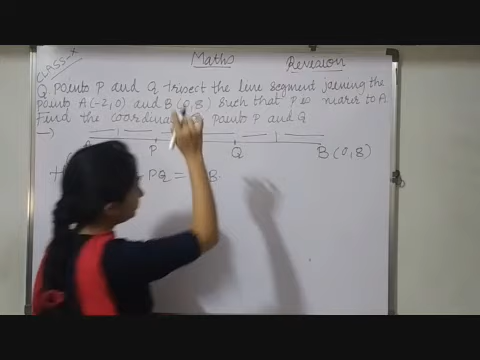 CLASS-X
Maths Revision
Q Points P and Q trisect the line segment joining the
points A(-2,0) and B(0,8) such that P is nearer to A
Find the coordinates points P and Q
P Q B (0,8)
PQ = B